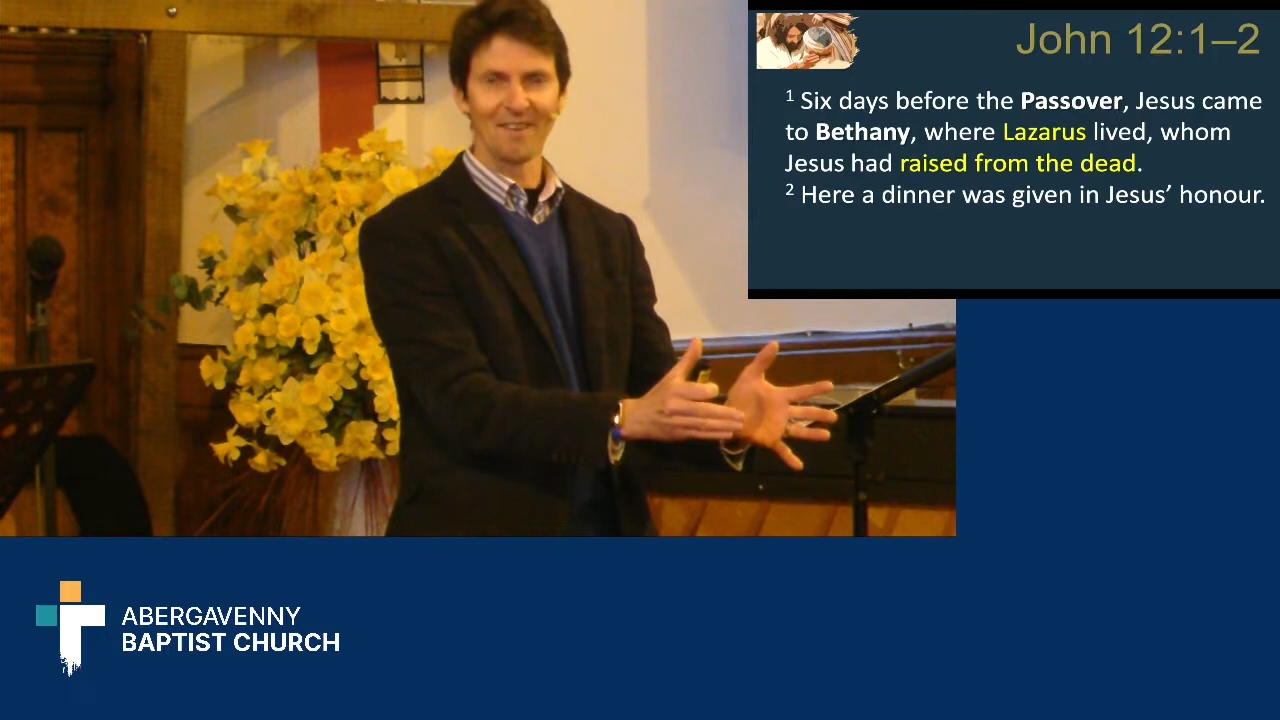 John 12:1–2
1 Six days before the Passover, Jesus came
to Bethany, where Lazarus lived, whom
Jesus had raised from the dead.
2 Here a dinner was given in Jesus’ honour.
ABERGAVENNY
BAPTIST CHURCH